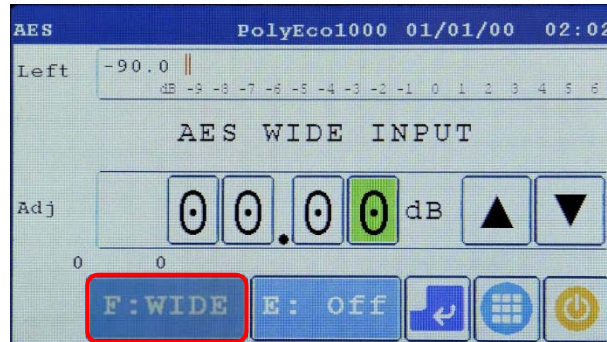 AES PolyEco1000 01/01/00 02:02
Left -90.0
dB -9 -8 -7 -6 -5 -4 -3 -2 -1 0 1 2 3 4 5 6
AES WIDE INPUT
Adj 00.00 dB
0 0
F:WIDE E: Off